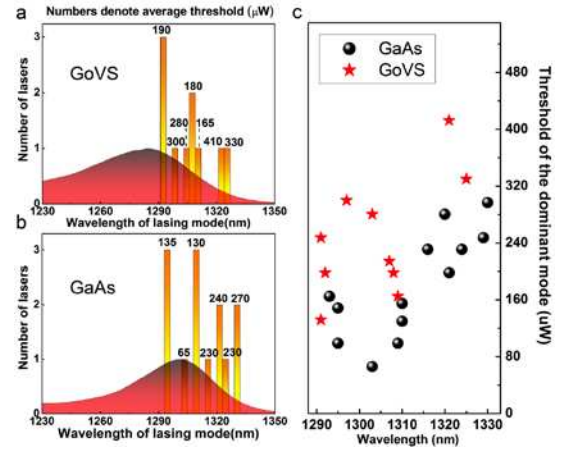 a
Numbers denote average threshold (μW)
190
GoVS
180
280
165
300
410
330
Number of lasers
3
2
1
0
1230 1260 1290 1320 1350
Wavelength of lasing mode(nm)
b
135
130
GaAs
240
270
65
230
230
Number of lasers
3
2
1
0
1230 1260 1290 1320 1350
Wavelength of lasing mode(nm)
c
GaAs
GoVS
480
400
320
240
160
80
0
Threshold of the dominant mode (uW)
1290 1300 1310 1320 1330
Wavelength (nm)